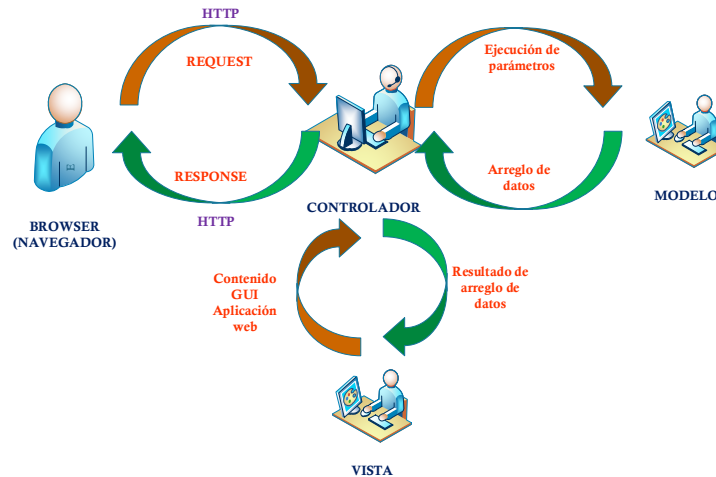 HTTP
REQUEST
Ejecución de
parámetros
RESPONSE
HTTP
Arreglo de
datos
BROWSER
(NAVEGADOR)
CONTROLADOR
MODELO
Contenido
GUI
Aplicación
web
Resultado de
arreglo de
datos
VISTA